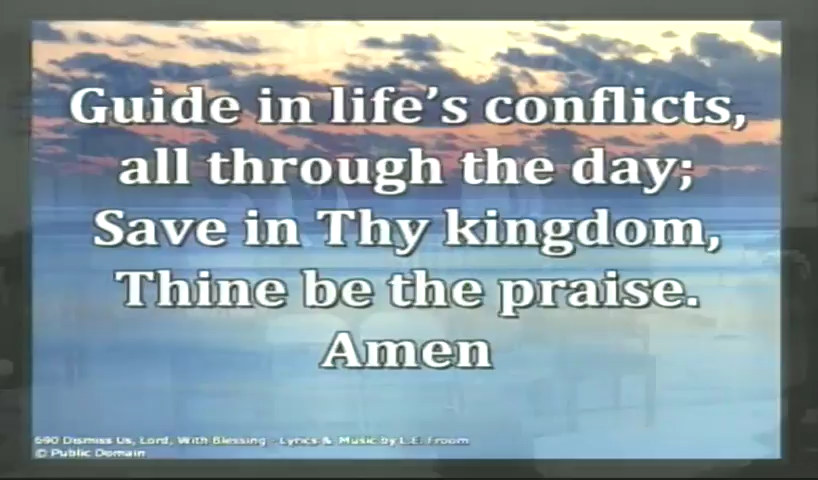 Guide in life's conflicts,
all through the day;
Save in Thy kingdom,
Thine be the praise.
Amen
690 Dismiss Us, Lord, With Blessing - Lyrics & Music by L.E. Froom
© Public Domain